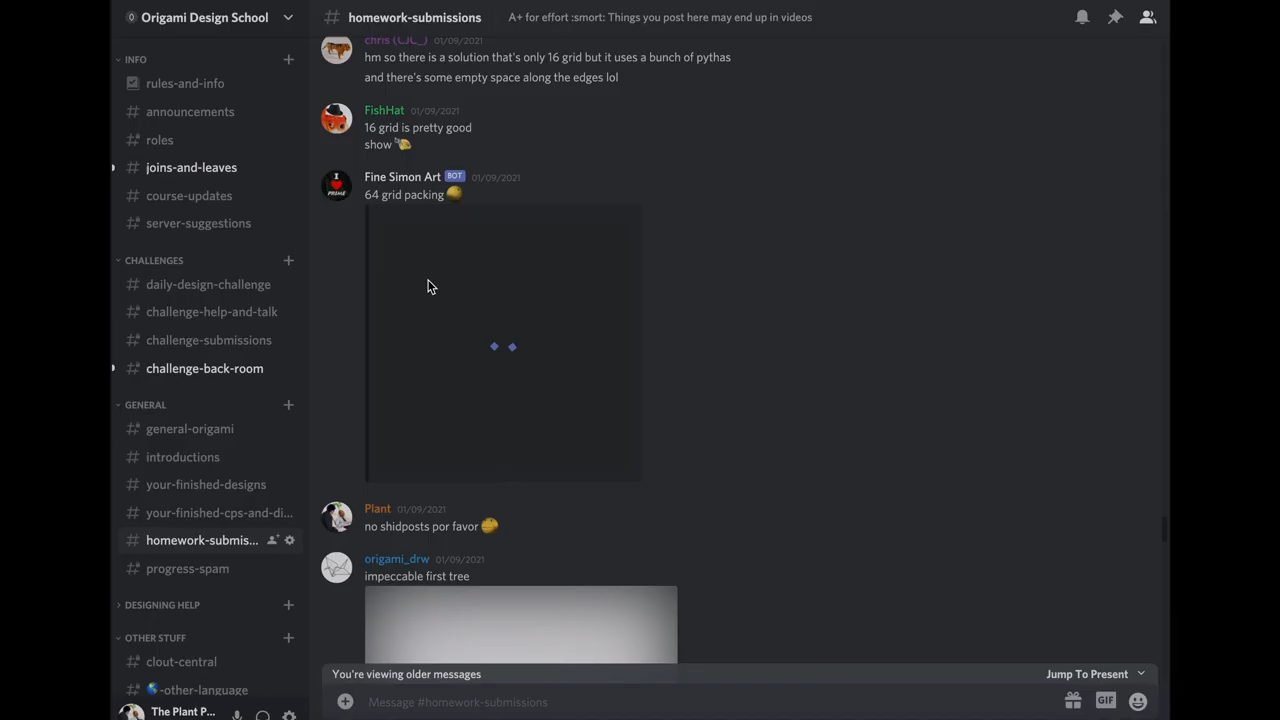 Origami Design School
homework-submissions A+ for effort :smort: Things you post here may end up in videos
INFO
rules-and-info
announcements
roles
joins-and-leaves
course-updates
server-suggestions
CHALLENGES
daily-design-challenge
challenge-help-and-talk
challenge-submissions
challenge-back-room
GENERAL
general-origami
introductions
your-finished-designs
your-finished-cps-and-di...
homework-submis...
progress-spam
DESIGNING HELP
OTHER STUFF
clout-central
-other-language
The Plant P...
chris 01/09/2021
hm so there is a solution that's only 16 grid but it uses a bunch of pythas
and there's some empty space along the edges lol
FishHat 01/09/2021
16 grid is pretty good
show
I
PRIME
Fine Simon Art BOT 01/09/2021
64 grid packing
Plant 01/09/2021
no shidposts por favor
origami_drw 01/09/2021
impeccable first tree
You're viewing older messages Jump To Present
Message #homework-submissions
GIF